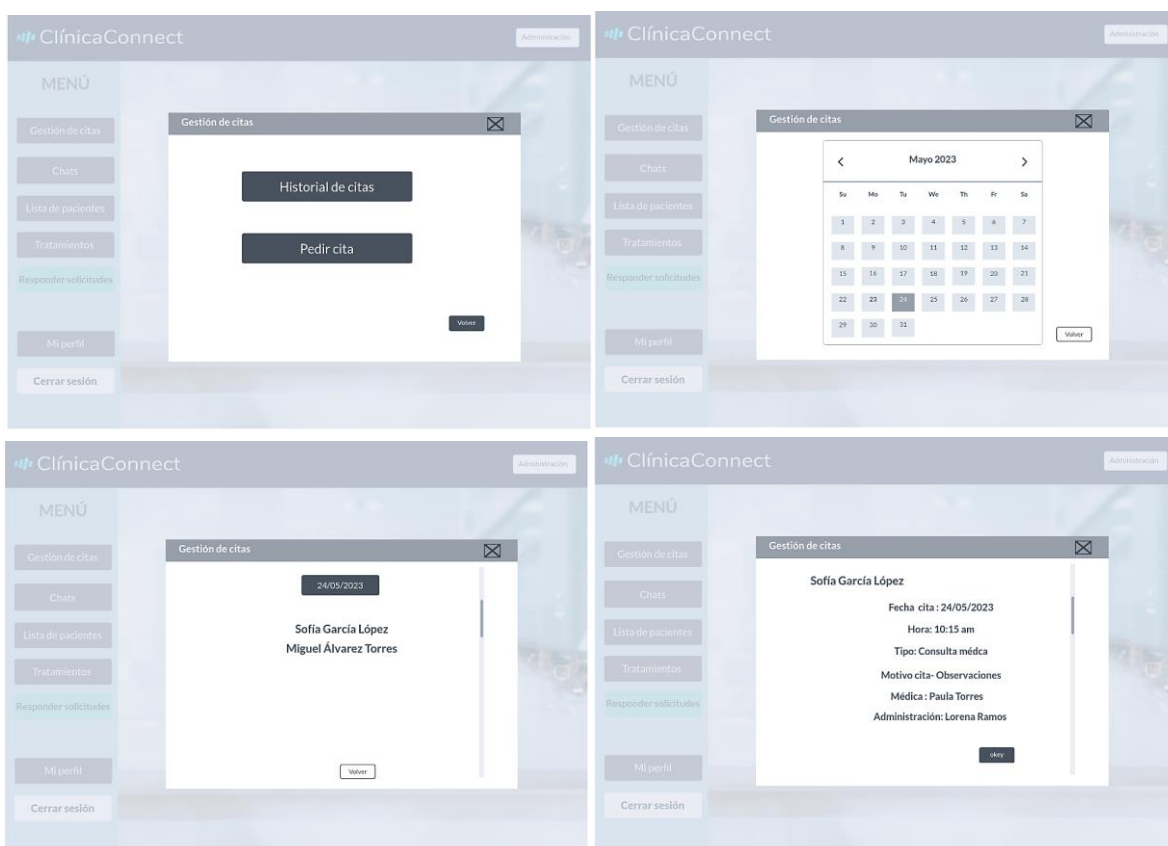 ClínicaConnect
Administración
MENÚ
Gestión de citas
Chats
Lista de pacientes
Tratamientos
Responder solicitudes
Mi perfil
Cerrar sesión
Gestión de citas
Historial de citas
Pedir cita
Volver
ClínicaConnect
Administración
MENÚ
Gestión de citas
Chats
Lista de pacientes
Tratamientos
Responder solicitudes
Mi perfil
Cerrar sesión
Gestión de citas
Mayo 2023
Su Mo Tu We Th Fr Sa
1 2 3 4 5 6 7
8 9 10 11 12 13 14
15 16 17 18 19 20 21
22 23 24 25 26 27 28
29 30 31
Volver
ClínicaConnect
Administración
MENÚ
Gestión de citas
Chats
Lista de pacientes
Tratamientos
Responder solicitudes
Mi perfil
Cerrar sesión
Gestión de citas
24/05/2023
Sofía García López
Miguel Álvarez Torres
Volver
ClínicaConnect
Administración
MENÚ
Gestión de citas
Chats
Lista de pacientes
Tratamientos
Responder solicitudes
Mi perfil
Cerrar sesión
Gestión de citas
Sofía García López
Fecha cita : 24/05/2023
Hora: 10:15 am
Tipo: Consulta médca
Motivo cita- Observaciones
Médica : Paula Torres
Administración: Lorena Ramos
okey